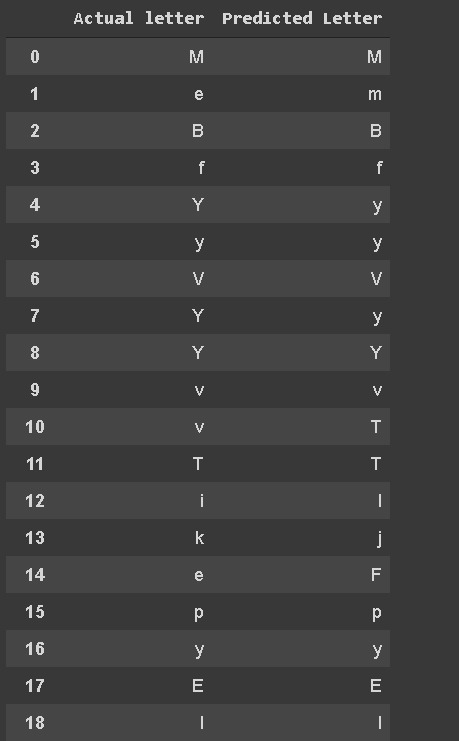 Actual letter Predicted Letter
0 M M
1 e m
2 B B
3 f f
4 Y y
5 y y
6 V V
7 Y y
8 Y Y
9 v v
10 v T
11 T T
12 i l
13 k j
14 e F
15 p p
16 y y
17 E E
18 l l